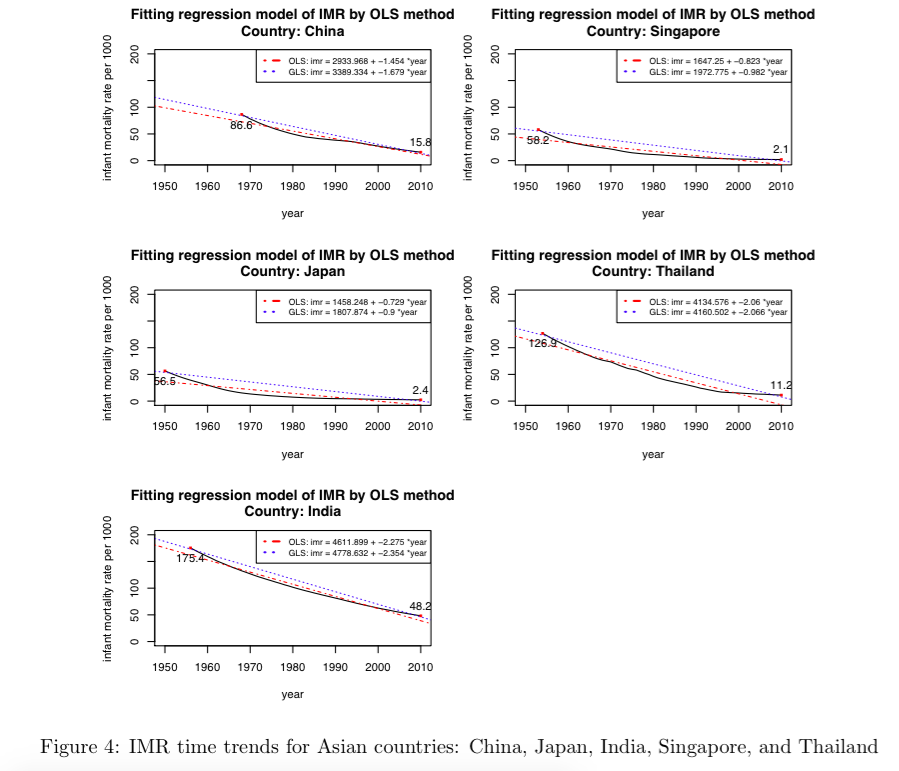 Fitting regression model of IMR by OLS method
Country: China
infant mortality rate per 1000
200
100
50
0
OLS: imr = 2933.968 + −1.454 *year
GLS: imr = 3389.334 + −1.679 *year
86.6
15.8
1950 1960 1970 1980 1990 2000 2010
year
Fitting regression model of IMR by OLS method
Country: Singapore
infant mortality rate per 1000
200
100
50
0
OLS: imr = 1647.25 + −0.823 *year
GLS: imr = 1972.775 + −0.982 *year
58.2
2.1
1950 1960 1970 1980 1990 2000 2010
year
Fitting regression model of IMR by OLS method
Country: Japan
infant mortality rate per 1000
200
100
50
0
OLS: imr = 1458.248 + −0.729 *year
GLS: imr = 1807.874 + −0.9 *year
56.5
2.4
1950 1960 1970 1980 1990 2000 2010
year
Fitting regression model of IMR by OLS method
Country: Thailand
infant mortality rate per 1000
200
100
50
0
OLS: imr = 4134.576 + −2.06 *year
GLS: imr = 4160.502 + −2.066 *year
126.9
11.2
1950 1960 1970 1980 1990 2000 2010
year
Fitting regression model of IMR by OLS method
Country: India
infant mortality rate per 1000
200
100
50
0
OLS: imr = 4611.899 + −2.275 *year
GLS: imr = 4778.632 + −2.354 *year
175.4
48.2
1950 1960 1970 1980 1990 2000 2010
year
Figure 4: IMR time trends for Asian countries: China, Japan, India, Singapore, and Thailand